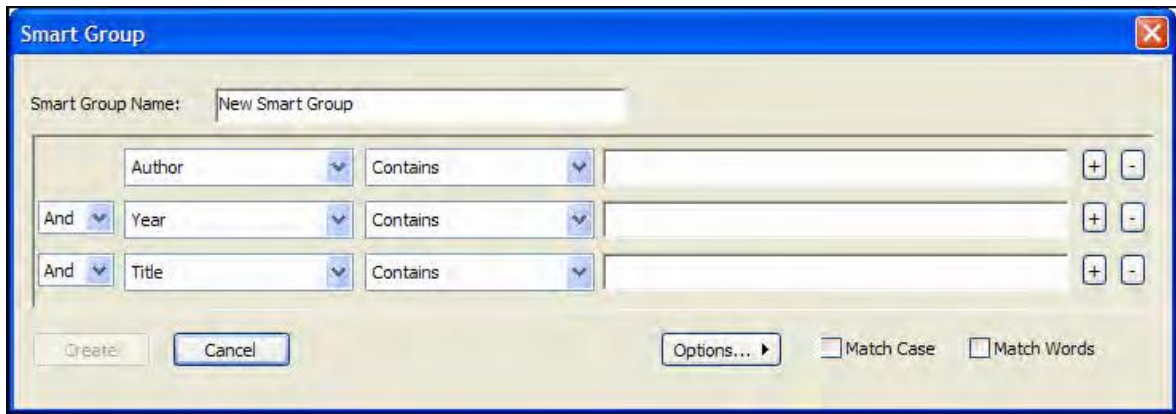 Smart Group
Smart Group Name: New Smart Group
Author Contains + -
And Year Contains + -
And Title Contains + -
Create Cancel Options... Match Case Match Words